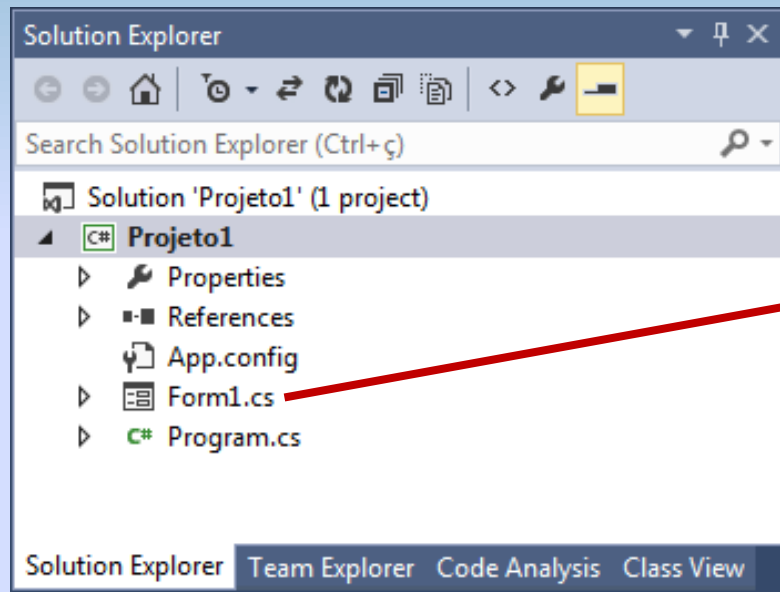 Solution Explorer
Search Solution Explorer (Ctrl+ç)
Solution 'Projeto1' (1 project)
C# Projeto1
Properties
References
App.config
Form1.cs
C# Program.cs
Solution Explorer Team Explorer Code Analysis Class View